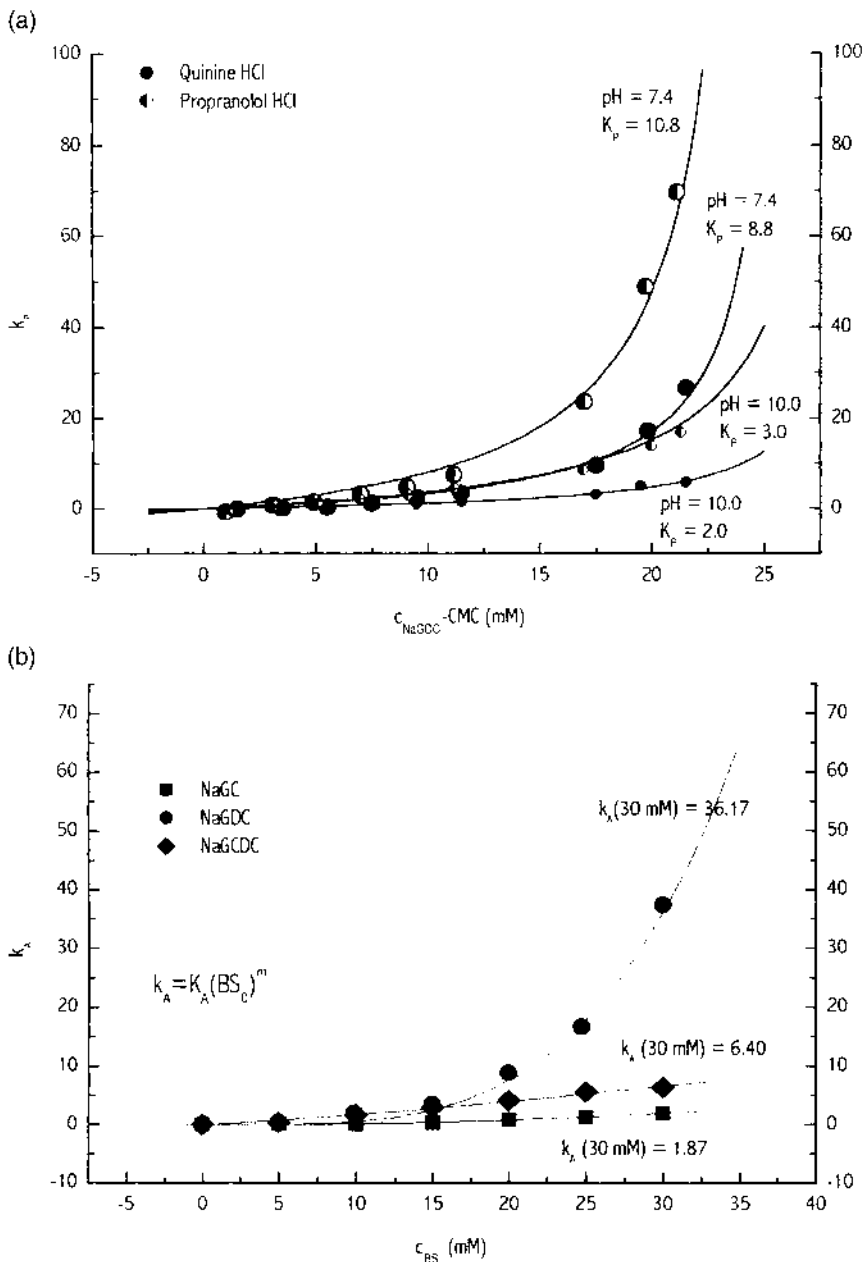 (a)
100
80
60
40
20
0
-5
0
5
10
15
20
25
100
80
60
40
20
0
Quinine HCl
Propranolol HCl
pH = 7.4
K_P = 10.8
pH = 7.4
K_P = 8.8
pH = 10.0
K_P = 3.0
pH = 10.0
K_P = 2.0
c_NaGDC-CMC (mM)
(b)
70
60
50
40
30
20
10
0
-10
-5
0
5
10
15
20
25
30
35
40
70
60
50
40
30
20
10
0
-10
NaGC
NaGDC
NaGCDC
k_A = K_A(BS_0)^m
k_A (30 mM) = 36.17
k_A (30 mM) = 6.40
k_A (30 mM) = 1.87
k_A
c_BS (mM)